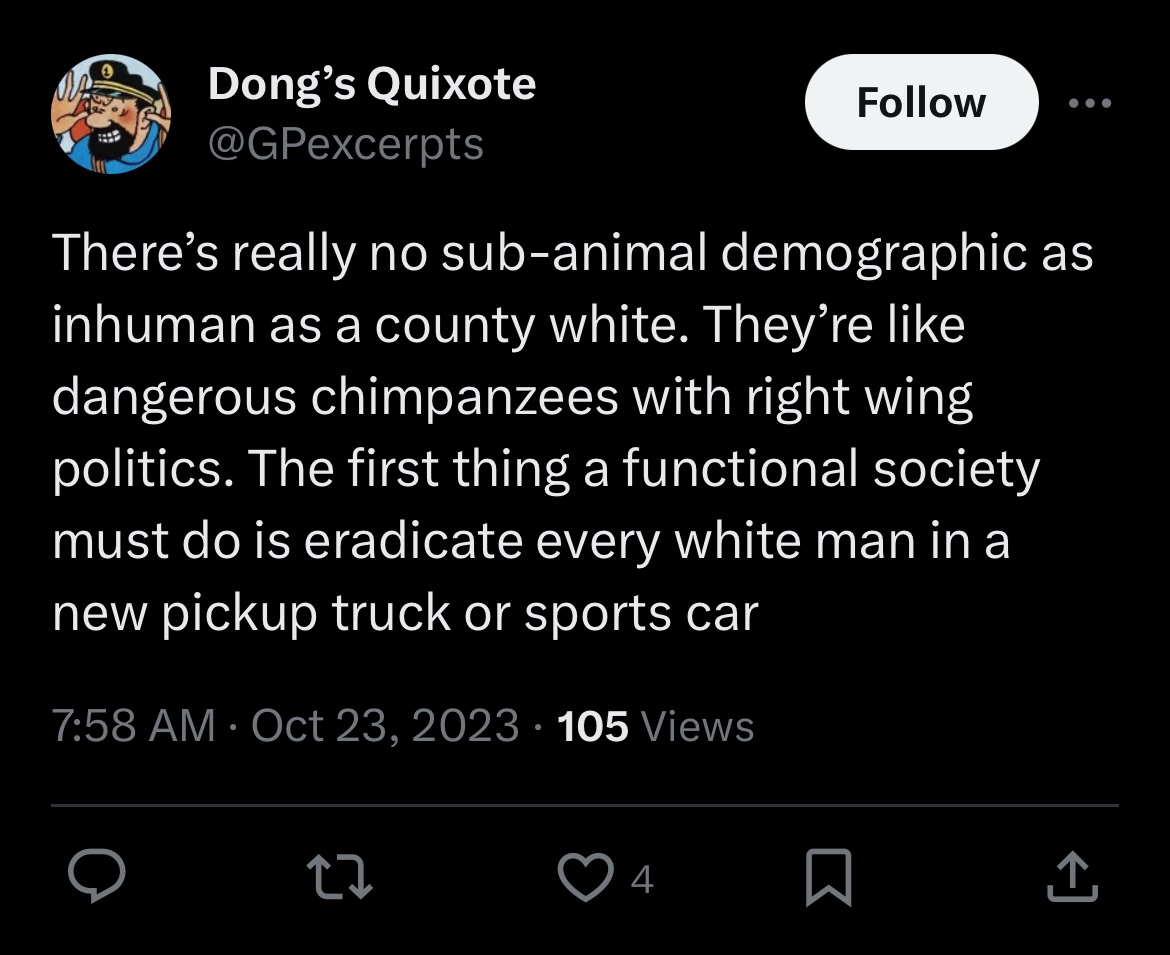 Dong’s Quixote
@GPexcerpts
Follow
There’s really no sub-animal demographic as
inhuman as a county white. They’re like
dangerous chimpanzees with right wing
politics. The first thing a functional society
must do is eradicate every white man in a
new pickup truck or sports car
7:58 AM · Oct 23, 2023 · 105 Views
4